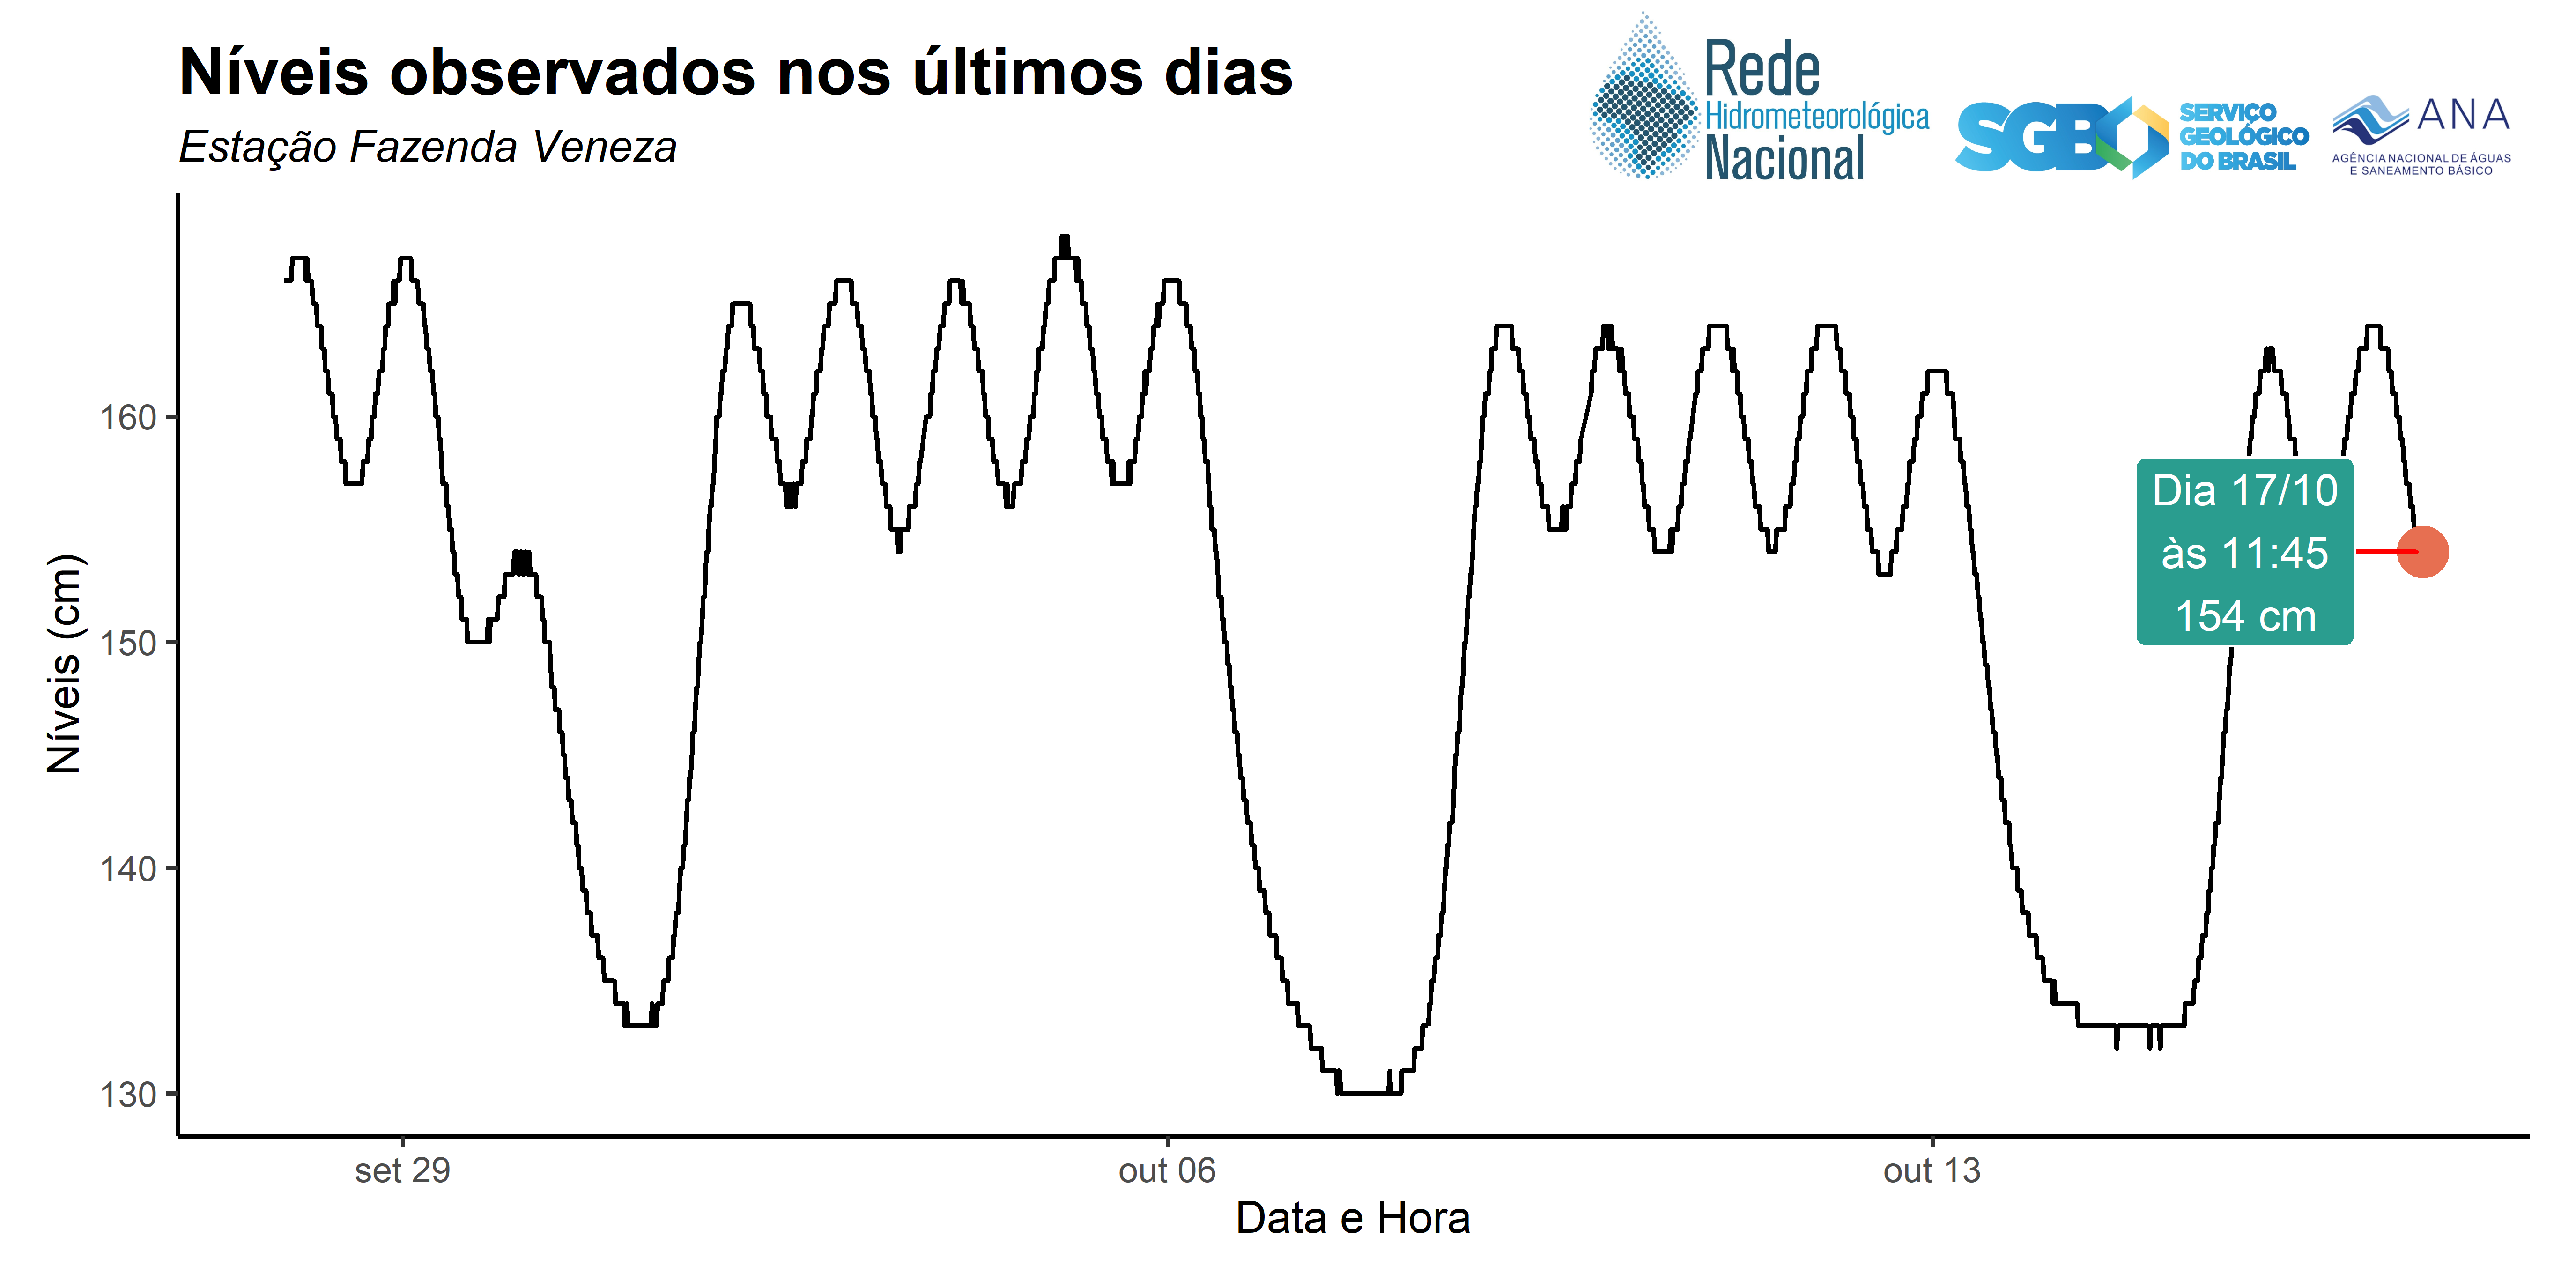 Níveis observados nos últimos dias
Estação Fazenda Veneza
Rede
Hidrometeorológica
Nacional
SGB
SERVIÇO
GEOLÓGICO
DO BRASIL
ANA
AGÊNCIA NACIONAL DE ÁGUAS
E SANEAMENTO BÁSICO
Níveis (cm)
160
150
140
130
Dia 17/10
às 11:45
154 cm
set 29
out 06
out 13
Data e Hora